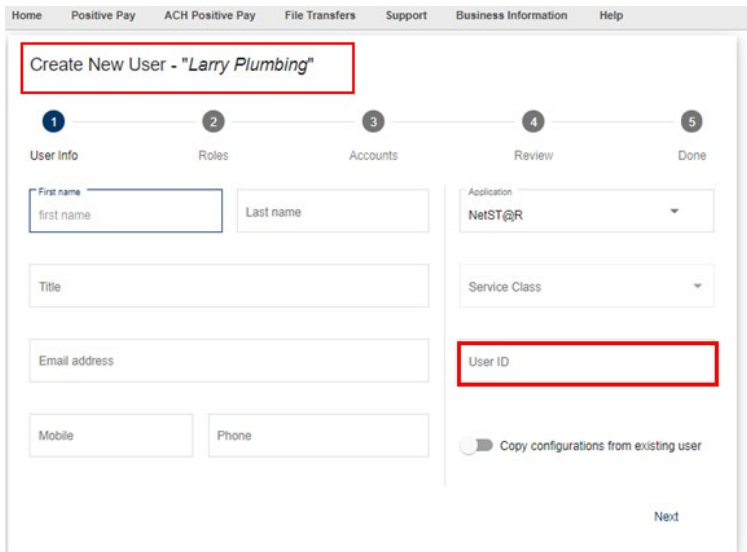 Home Positive Pay ACH Positive Pay File Transfers Support Business Information Help
Create New User - "Larry Plumbing"
1 2 3 4 5
User Info Roles Accounts Review Done
First name
first name
Last name
Application
NetST@R
Title
Service Class
Email address
User ID
Mobile
Phone
Copy configurations from existing user
Next